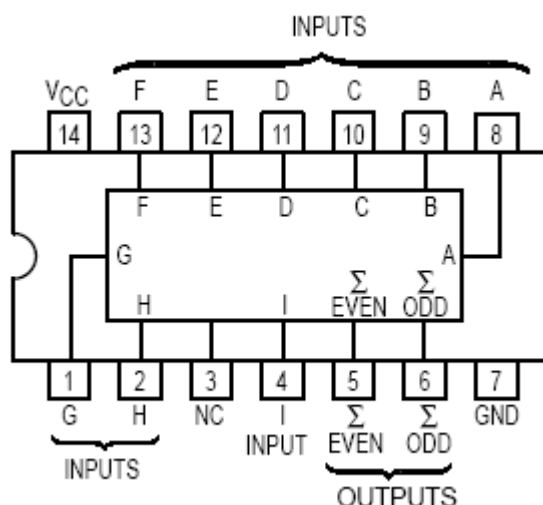 INPUTS
VCC F E D C B A
14 13 12 11 10 9 8
F E D C B
G A
Σ Σ
H I EVEN ODD
1 2 3 4 5 6 7
G H NC I Σ Σ GND
INPUT EVEN ODD
INPUTS
OUTPUTS